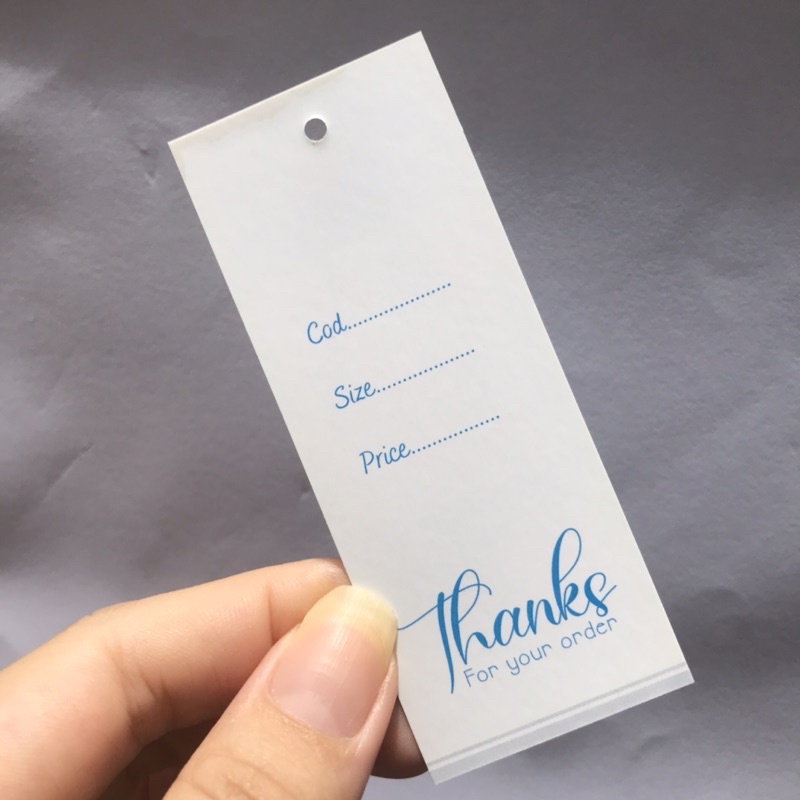 Cod....................
Size...................
Price.................
Thanks
For your order